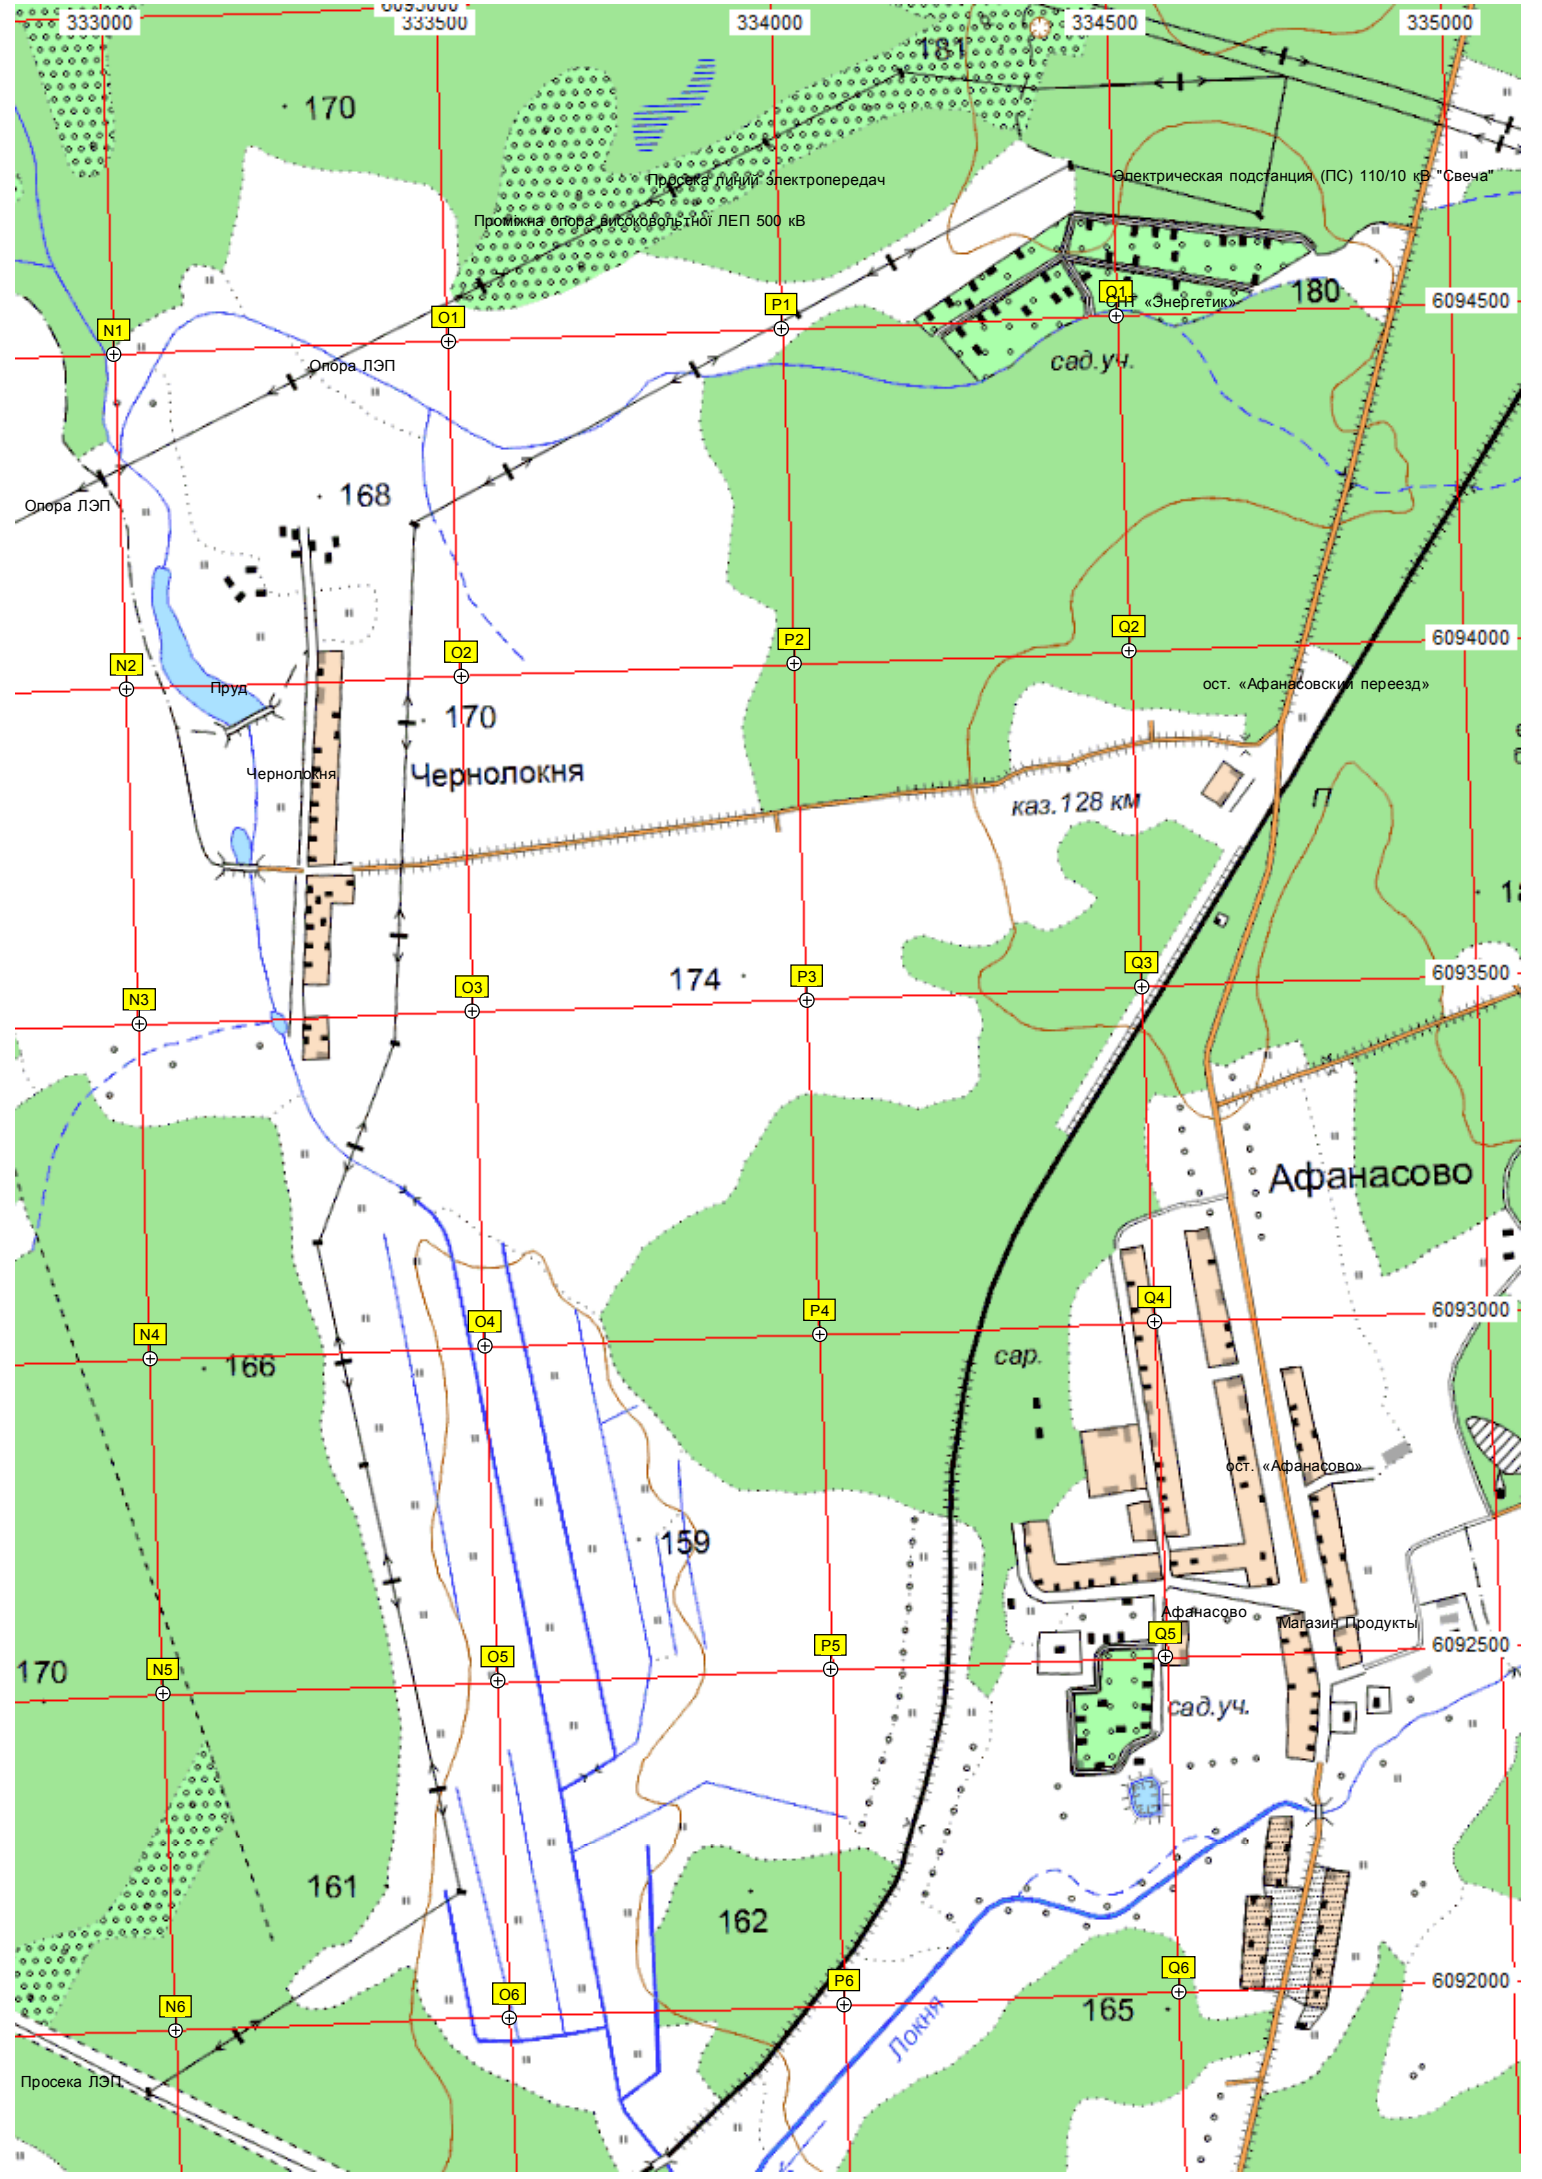 6095000
333000
333500
334000
334500
335000
181
170
Просека линий электропередач
Электрическая подстанция (ПС) 110/10 кВ "Свеча"
Проміжна опора високовольтної ЛЕП 500 кВ
180
Q1
СНТ «Энергетик»
P1
6094500
O1
N1
сад.уч.
Опора ЛЭП
168
Опора ЛЭП
Q2
P2
6094000
O2
N2
ост. «Афанасовский переезд»
Пруд
170
Чернолокня
Чернолокня
каз.128 км
П
Q3
P3
6093500
174
O3
N3
Афанасово
Q4
P4
6093000
O4
N4
166
сар.
ост. «Афанасово»
159
Афанасово
Магазин Продукты
Q5
P5
6092500
O5
N5
170
сад.уч.
161
162
Q6
P6
6092000
O6
N6
165
Локня
Просека ЛЭП